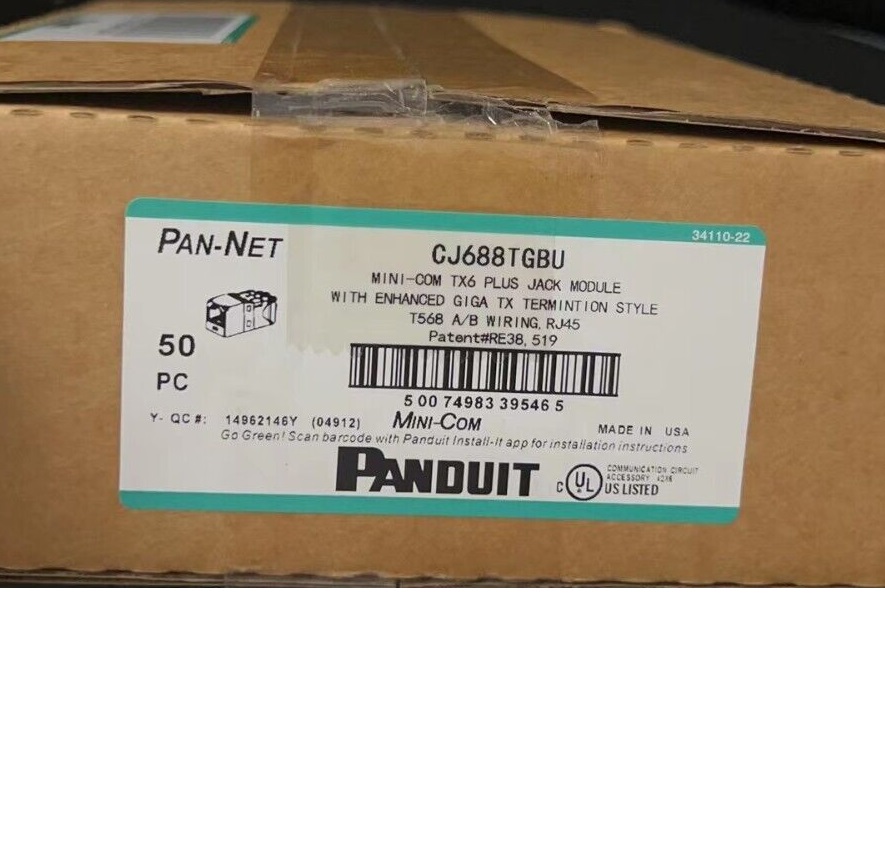 34110-22
PAN-NET
CJ688TGBU
MINI-COM TX6 PLUS JACK MODULE
WITH ENHANCED GIGA TX TERMINTION STYLE
T568 A/B WIRING, RJ45
Patent#RE38, 519
50
PC
5 00 74983 39546 5
Y- QC #: 14962146Y (04912) MINI-COM MADE IN USA
Go Green! Scan barcode with Panduit Install-It app for installation instructions
PANDUIT
C UL US LISTED
COMMUNICATION CIRCUIT
ACCESSORY